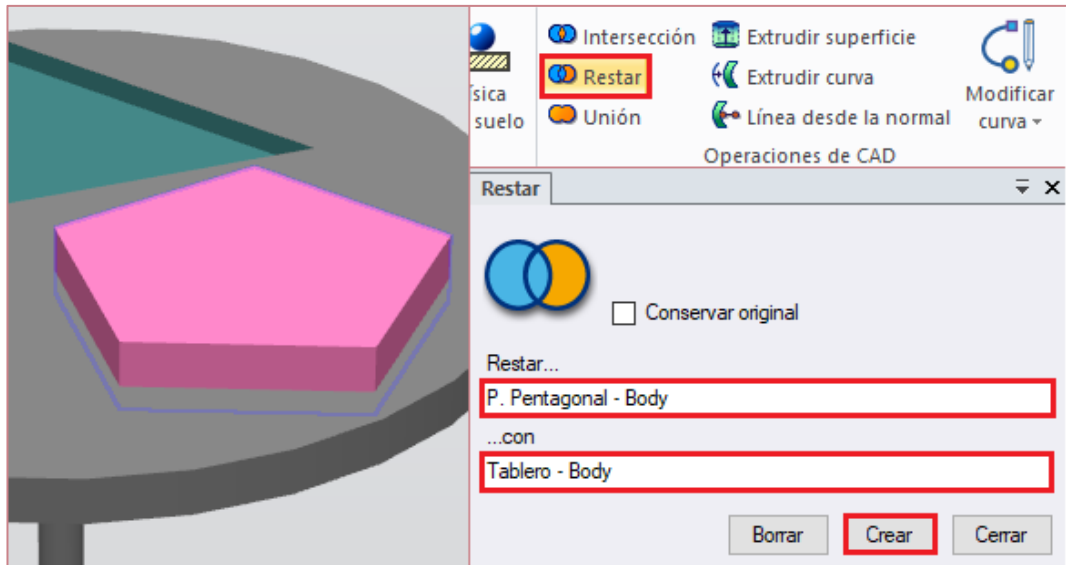 Intersección
Extrudir superficie
Restar
Extrudir curva
Modificar
curva
suelo
Unión
Línea desde la normal
Operaciones de CAD
Restar
Conservar original
Restar...
P. Pentagonal - Body
...con
Tablero - Body
Borrar
Crear
Cerrar